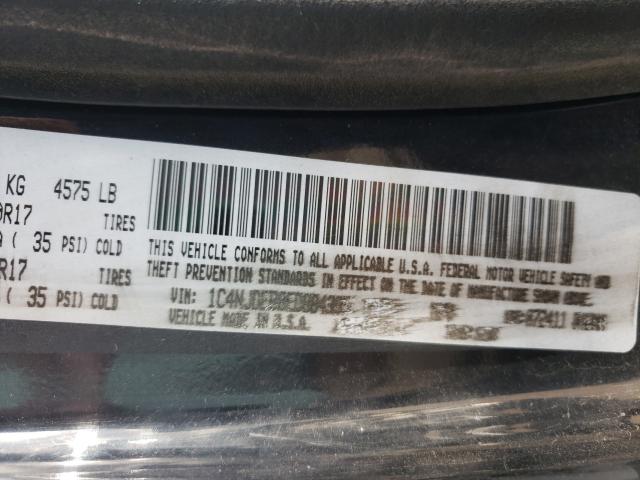 KG 4575 LB
R17 TIRES
( 35 PSI) COLD
R17 TIRES
( 35 PSI) COLD
THIS VEHICLE CONFORMS TO ALL APPLICABLE U.S.A. FEDERAL MOTOR VEHICLE SAFETY AND
THEFT PREVENTION STANDARDS IN EFFECT ON THE DATE OF MANUFACTURE SHOWN ABOVE.
VIN:
VEHICLE MADE IN U.S.A.